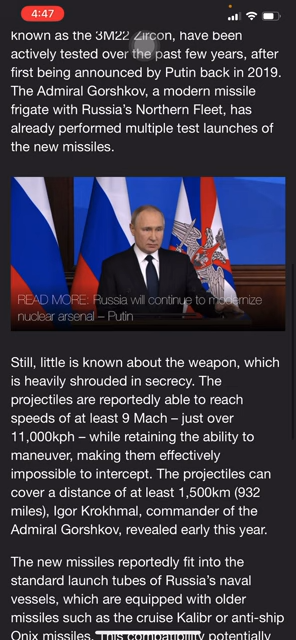 4:47
known as the 3M22 Zircon, have been
actively tested over the past few years, after
first being announced by Putin back in 2019.
The Admiral Gorshkov, a modern missile
frigate with Russia's Northern Fleet, has
already performed multiple test launches of
the new missiles.
READ MORE: Russia will continue to modernize
nuclear arsenal – Putin
Still, little is known about the weapon, which
is heavily shrouded in secrecy. The
projectiles are reportedly able to reach
speeds of at least 9 Mach – just over
11,000kph – while retaining the ability to
maneuver, making them effectively
impossible to intercept. The projectiles can
cover a distance of at least 1,500km (932
miles), Igor Krokhmal, commander of the
Admiral Gorshkov, revealed early this year.
The new missiles reportedly fit into the
standard launch tubes of Russia's naval
vessels, which are equipped with older
missiles such as the cruise Kalibr or anti-ship
Onix missiles. This compatibility potentially